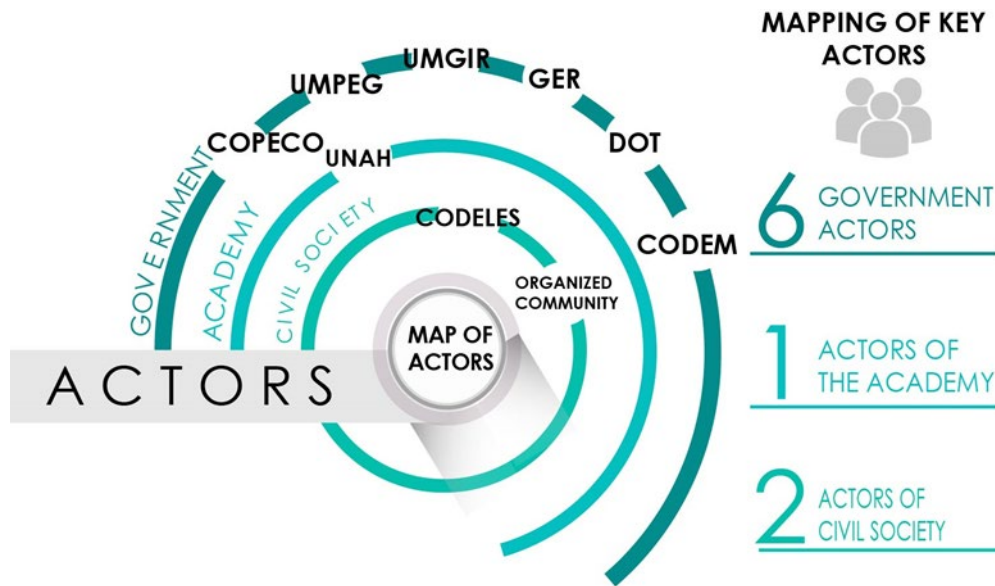 MAPPING OF KEY
ACTORS
UMGIR
UMPEG
GER
COPECO
UNAH
DOT
GOVERNMENT
ACADEMY
CIVIL SOCIETY
CODELES
CODEM
ORGANIZED
COMMUNITY
MAP OF
ACTORS
ACTORS
6 GOVERNMENT
ACTORS
1 ACTORS OF
THE ACADEMY
2 ACTORS OF
CIVIL SOCIETY